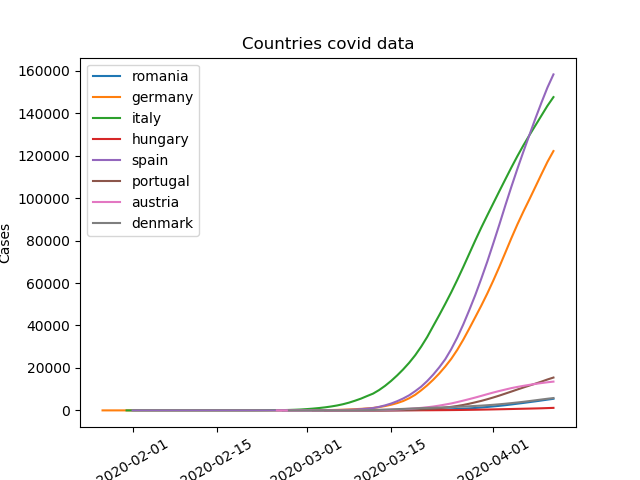 Countries covid data
160000
140000
120000
100000
80000
60000
40000
20000
0
Cases
romania
germany
italy
hungary
spain
portugal
austria
denmark
2020-02-01
2020-02-15
2020-03-01
2020-03-15
2020-04-01